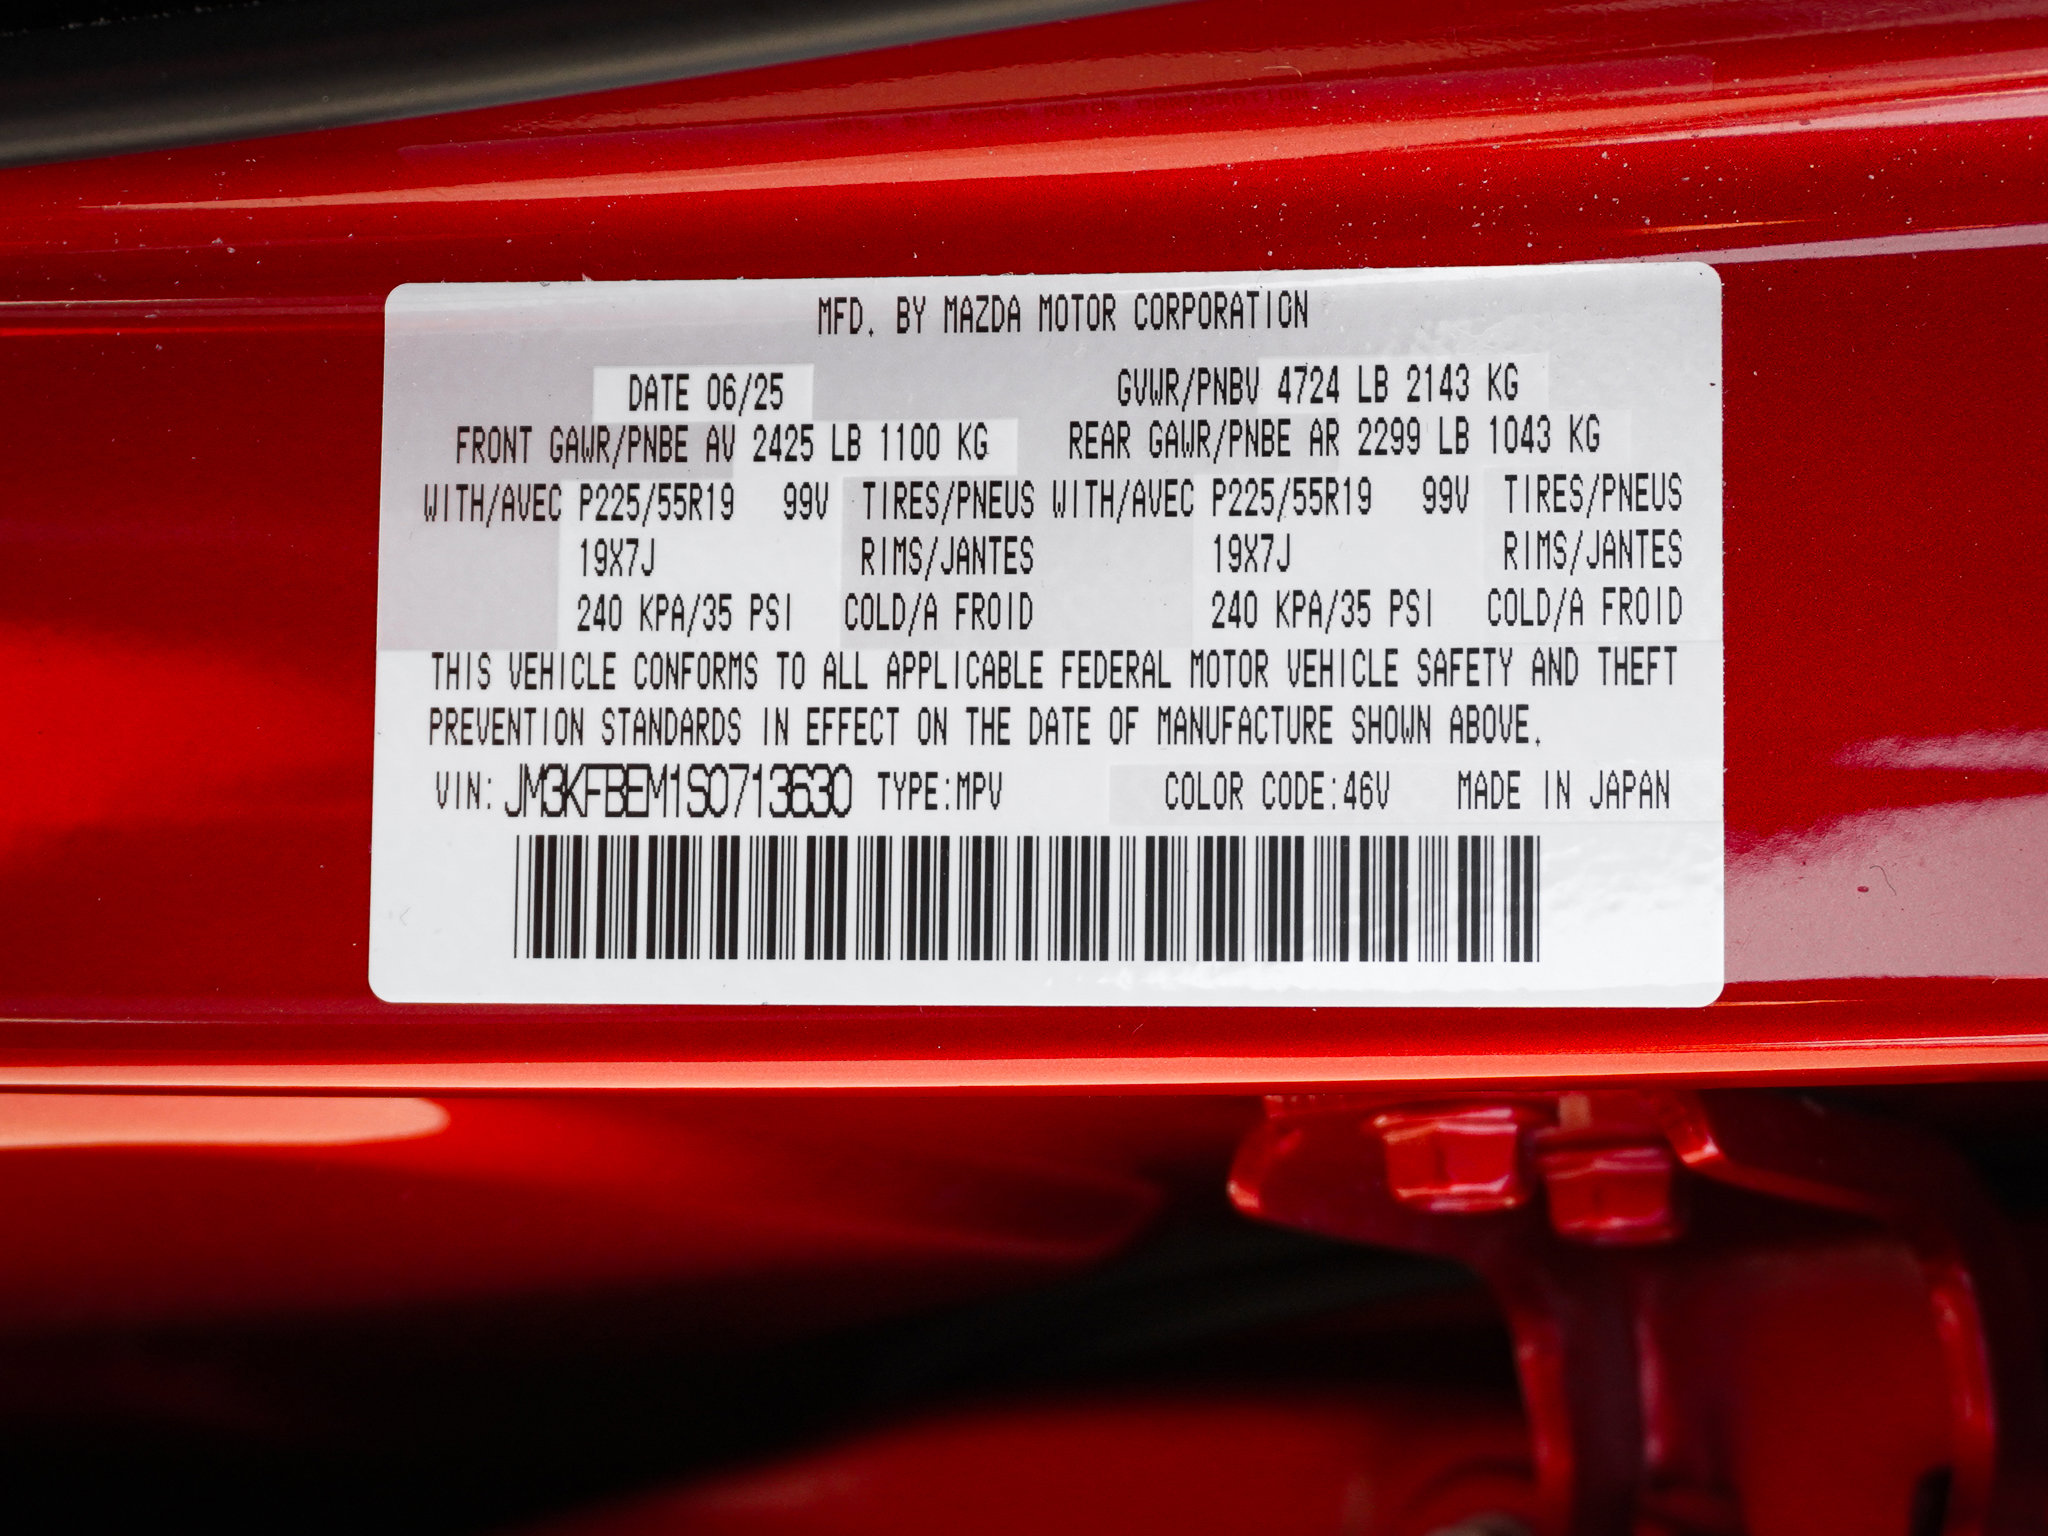 MFD. BY MAZDA MOTOR CORPORATION
DATE 06/25 GVWR/PNBV 4724 LB 2143 KG
FRONT GAWR/PNBE AV 2425 LB 1100 KG REAR GAWR/PNBE AR 2299 LB 1043 KG
WITH/AVEC P225/55R19 99V TIRES/PNEUS WITH/AVEC P225/55R19 99V TIRES/PNEUS
19X7J RIMS/JANTES 19X7J RIMS/JANTES
240 KPA/35 PSI COLD/A FROID 240 KPA/35 PSI COLD/A FROID
THIS VEHICLE CONFORMS TO ALL APPLICABLE FEDERAL MOTOR VEHICLE SAFETY AND THEFT
PREVENTION STANDARDS IN EFFECT ON THE DATE OF MANUFACTURE SHOWN ABOVE.
VIN: JM3KFBEM1S0713630 TYPE:MPV COLOR CODE:46V MADE IN JAPAN